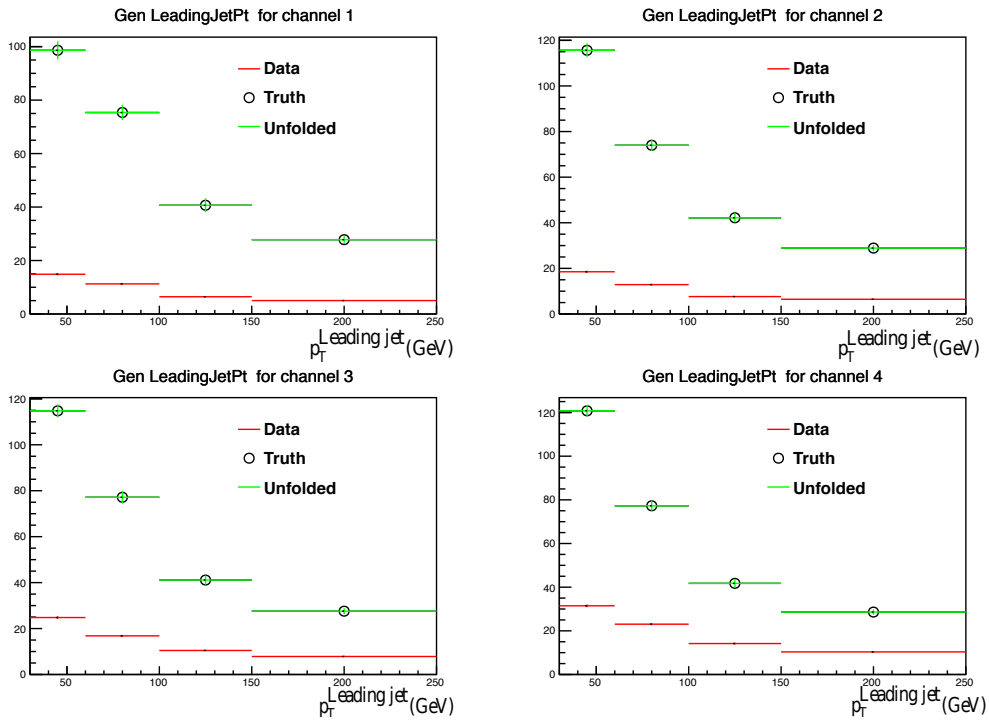 Gen LeadingJetPt for channel 1
100
80
60
40
20
0
Data
Truth
Unfolded
50 100 150 200 250
p_T^Leading jet (GeV)
Gen LeadingJetPt for channel 2
120
100
80
60
40
20
0
Data
Truth
Unfolded
50 100 150 200 250
p_T^Leading jet (GeV)
Gen LeadingJetPt for channel 3
120
100
80
60
40
20
0
Data
Truth
Unfolded
50 100 150 200 250
p_T^Leading jet (GeV)
Gen LeadingJetPt for channel 4
120
100
80
60
40
20
0
Data
Truth
Unfolded
50 100 150 200 250
p_T^Leading jet (GeV)